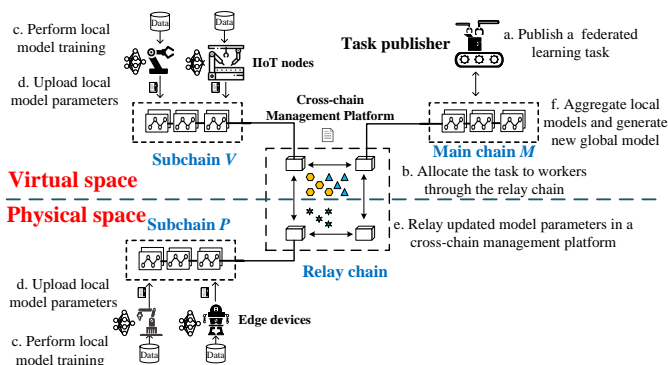 Data
Data
c. Perform local
model training
IIoT nodes
d. Upload local
model parameters
Subchain V
Task publisher
a. Publish a federated
learning task
Cross-chain
Management Platform
f. Aggregate local
models and generate
new global model
Main chain M
b. Allocate the task to workers
through the relay chain
Virtual space
Physical space
Subchain P
e. Relay updated model parameters in a
cross-chain management platform
Relay chain
d. Upload local
model parameters
Edge devices
c. Perform local
model training
Data
Data